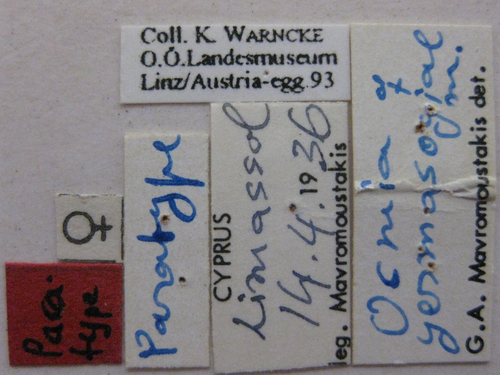 Coll. K. WARNCKE
O.Ö.Landesmuseum
Linz/Austria-egg.93
♀
Para-
type
Paratype
CYPRUS
Limassol
14.4.1936
leg. Mavromoustakis
Osmia ♀
yermasogiae
m.
G.A. Mavromoustakis det.